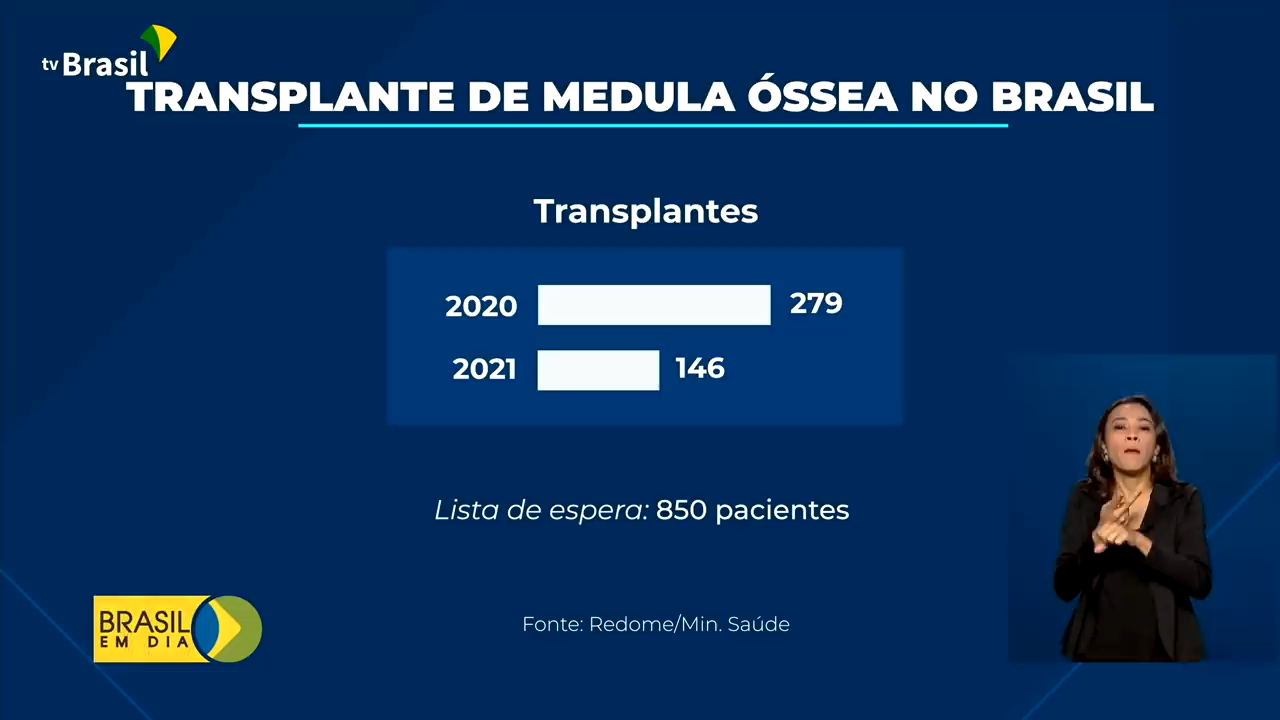 tv Brasil
TRANSPLANTE DE MEDULA ÓSSEA NO BRASIL
Transplantes
2020 279
2021 146
Lista de espera: 850 pacientes
BRASIL
EM DIA
Fonte: Redome/Min. Saúde